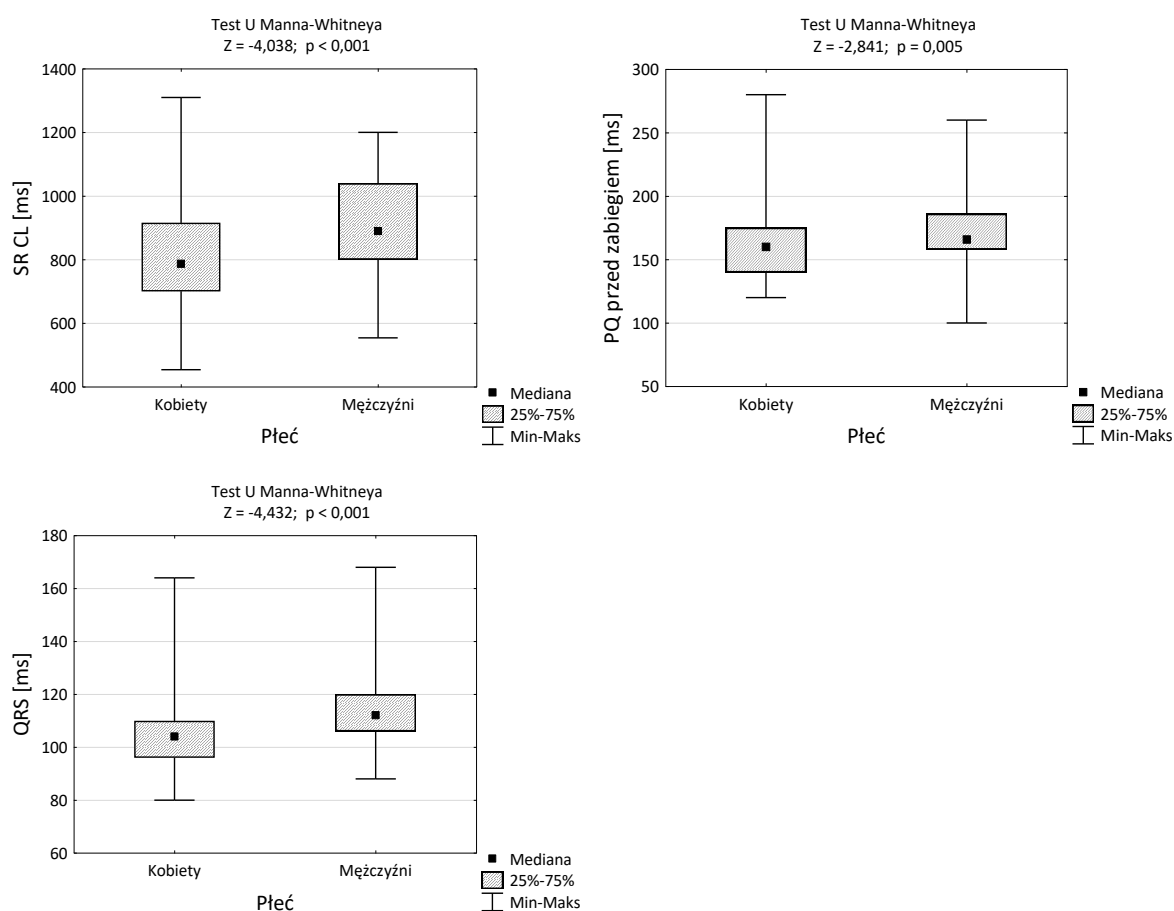 Test U Manna-Whitneya
Z = -4,038;  p < 0,001
1400
1200
1000
800
600
400
SR CL [ms]
Kobiety
Mężczyźni
Płeć
Mediana
25%-75%
Min-Maks
Test U Manna-Whitneya
Z = -2,841;  p = 0,005
300
250
200
150
100
50
PQ przed zabiegiem [ms]
Kobiety
Mężczyźni
Płeć
Mediana
25%-75%
Min-Maks
Test U Manna-Whitneya
Z = -4,432;  p < 0,001
180
160
140
120
100
80
60
QRS [ms]
Kobiety
Mężczyźni
Płeć
Mediana
25%-75%
Min-Maks